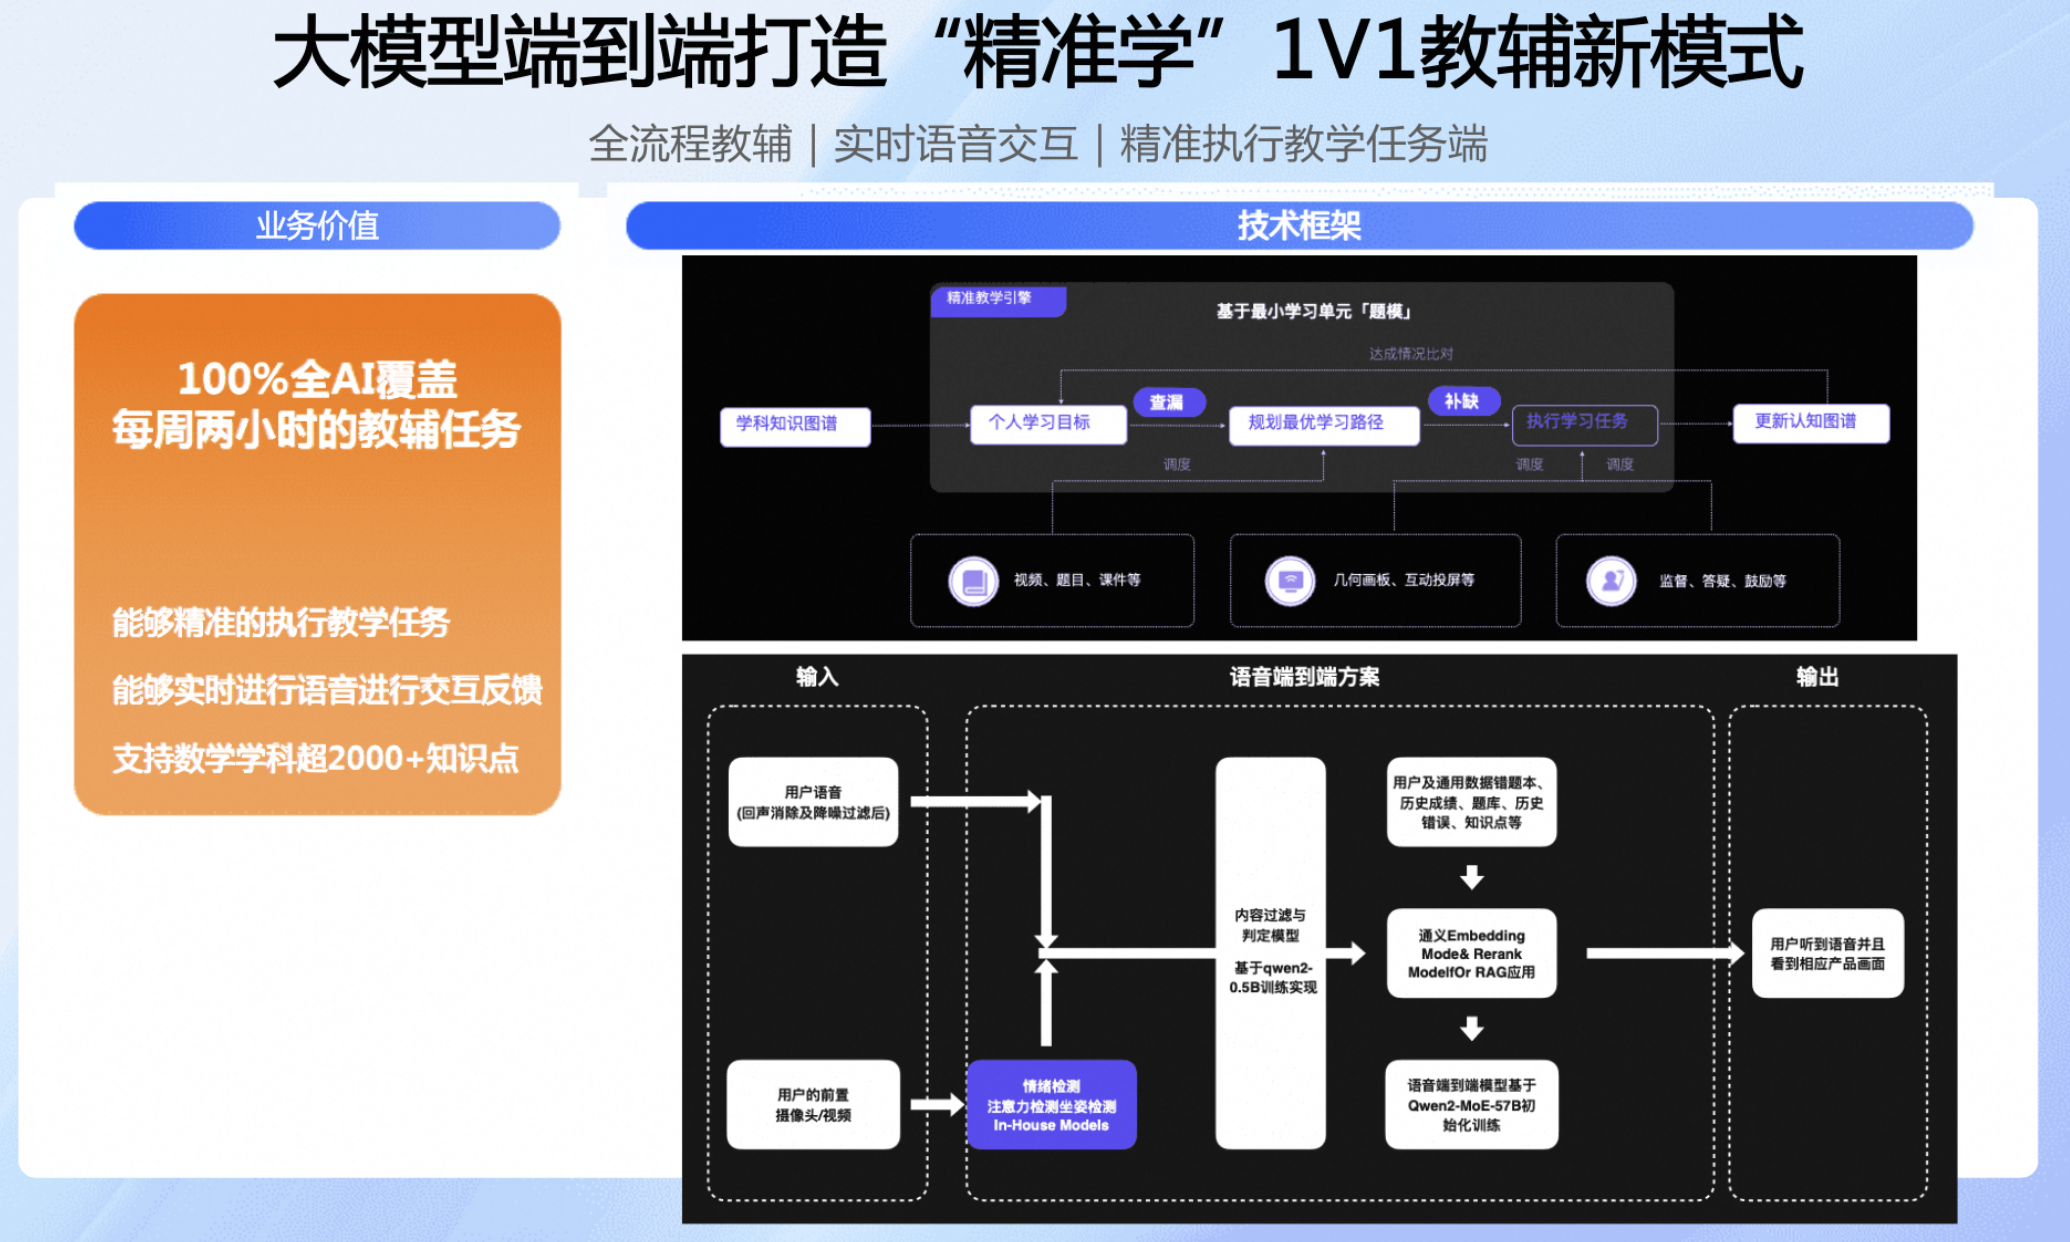 大模型端到端打造“精准学”1V1教辅新模式
全流程教辅｜实时语音交互｜精准执行教学任务端
业务价值
100%全AI覆盖
每周两小时的教辅任务
能够精准的执行教学任务
能够实时进行语音进行交互反馈
支持数学学科超2000+知识点
技术框架
精准教学引擎
基于最小学习单元「题模」
达成情况比对
学科知识图谱
个人学习目标
查漏
规划最优学习路径
补缺
执行学习任务
更新认知图谱
调度
调度
调度
视频、题目、课件等
几何画板、互动投屏等
监督、答疑、鼓励等
输入
语音端到端方案
输出
用户语音
(回声消除及降噪过滤后)
用户的前置
摄像头/视频
情绪检测
注意力检测坐姿检测
In-House Models
内容过滤与
判定模型
基于qwen2-
0.5B训练实现
用户及通用数据错题本、
历史成绩、题库、历史
错误、知识点等
通义Embedding
Mode& Rerank
ModelfOr RAG应用
语音端到端模型基于
Qwen2-MoE-57B初
始化训练
用户听到语音并且
看到相应产品画面